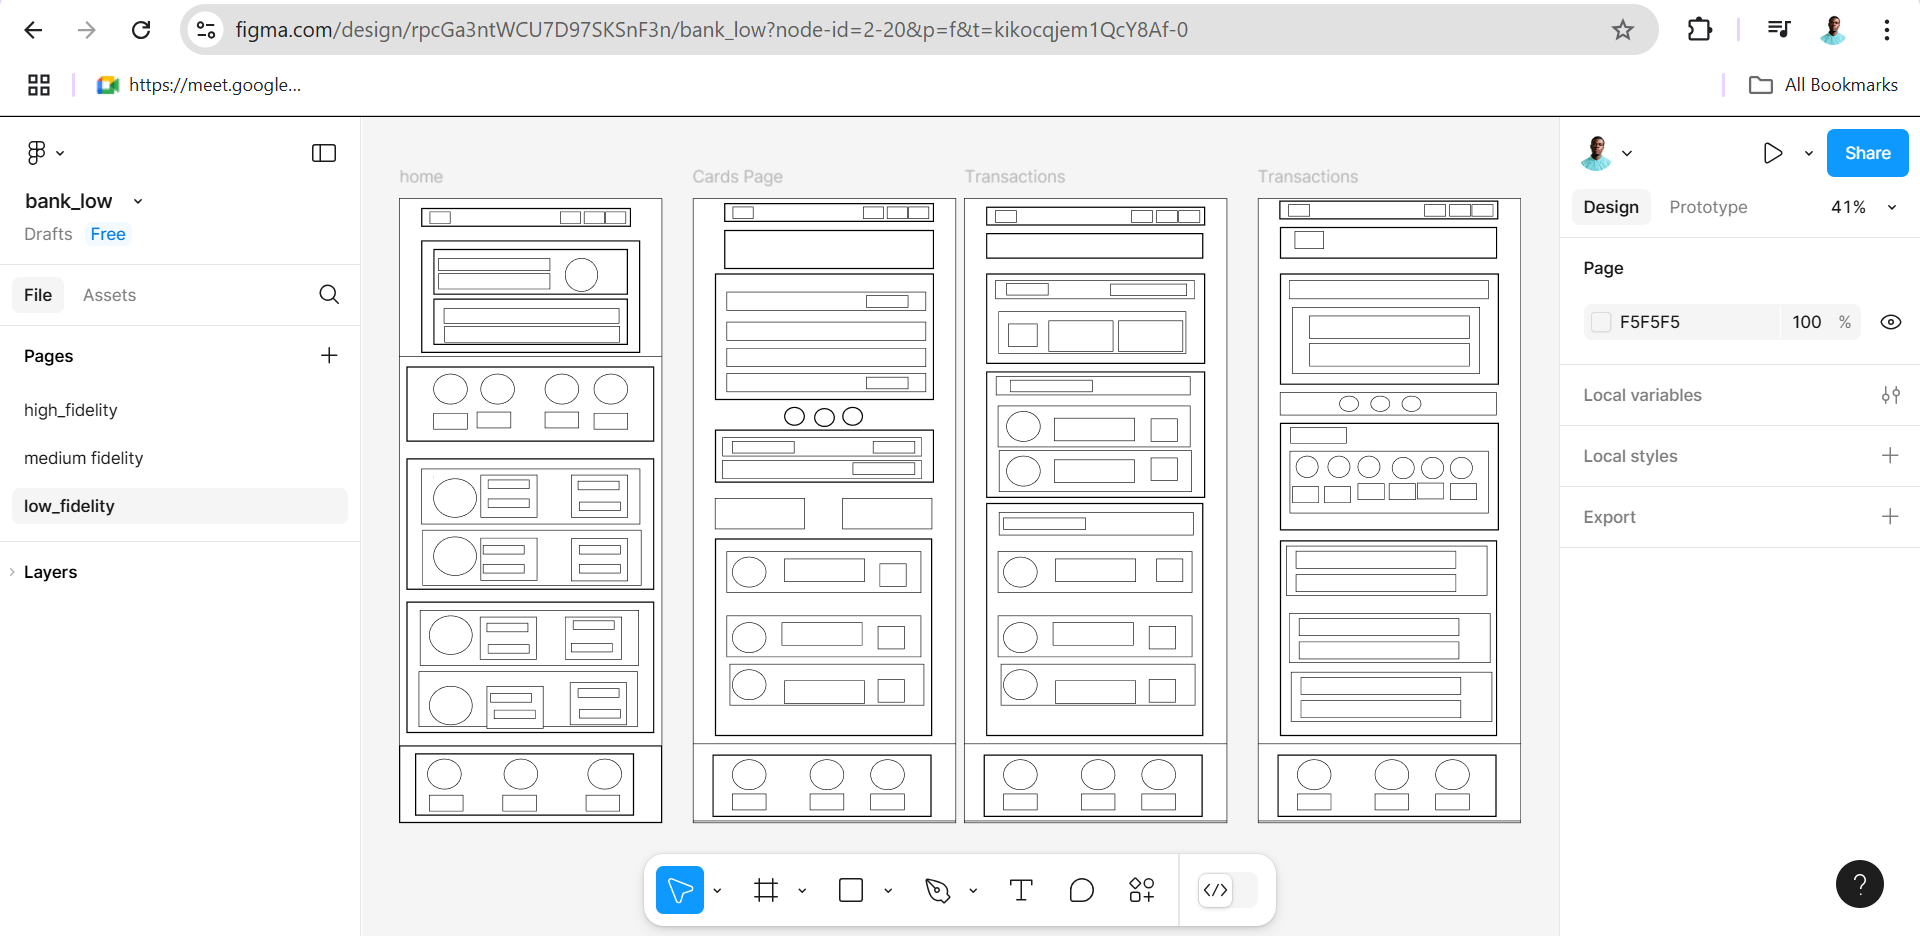 figma.com/design/rpcGa3ntWCU7D97SKSnF3n/bank_low?node-id=2-20&p=f&t=kikocqjem1QcY8Af-0
https://meet.google...
All Bookmarks
bank_low
Drafts Free
File Assets
Pages
high_fidelity
medium fidelity
low_fidelity
Layers
home Cards Page Transactions Transactions
Share
Design Prototype 41%
Page
F5F5F5 100 %
Local variables
Local styles
Export
T
</>
?